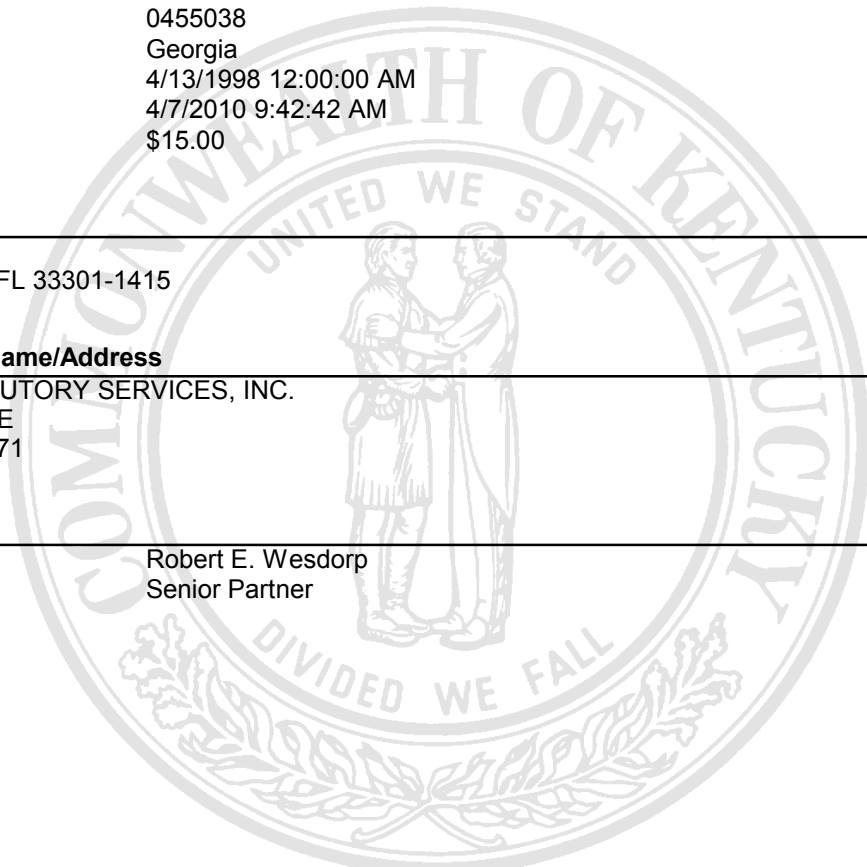 0455038
Georgia
4/13/1998 12:00:00 AM
4/7/2010 9:42:42 AM
$15.00
FL 33301-1415
ame/Address
UTORY SERVICES, INC.
E
71
Robert E. Wesdorp
Senior Partner
COMMONWEALTH OF KENTUCKY
UNITED WE STAND
DIVIDED WE FALL